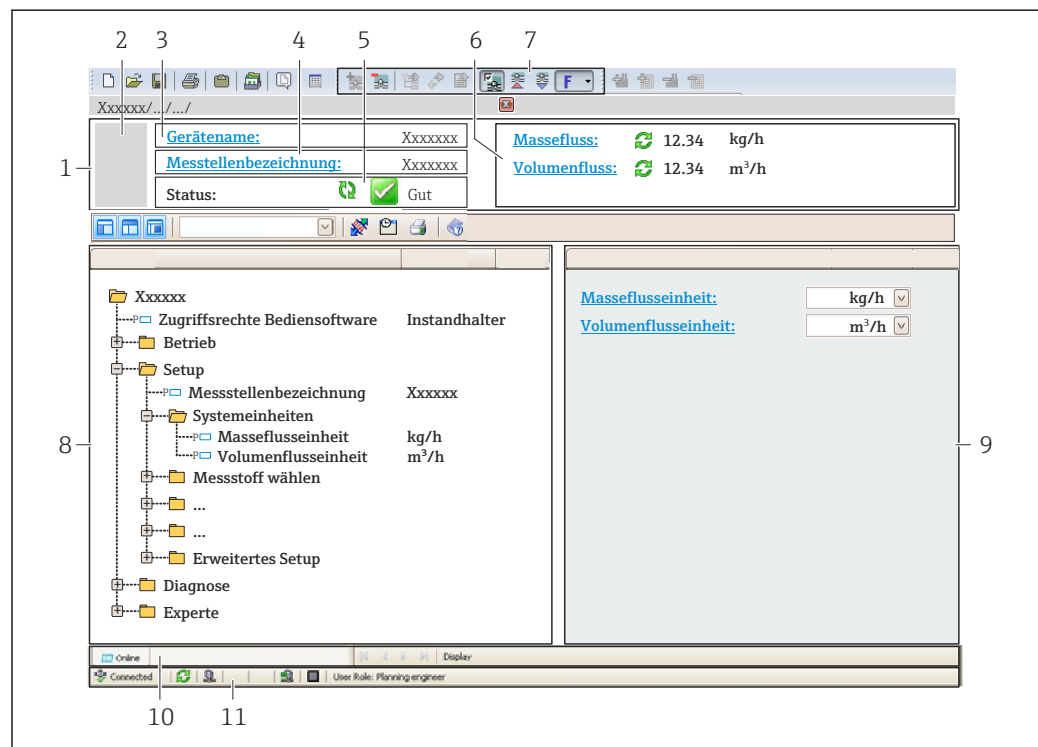 2 3 4 5 6 7
F
Xxxxxx/.../.../
1
Gerätename: Xxxxxxx
Messtellenbezeichnung: Xxxxxxx
Status: Gut
Massefluss: 12.34 kg/h
Volumenfluss: 12.34 m³/h
Xxxxxx
P Zugriffsrechte Bediensoftware Instandhalter
Betrieb
Setup
P Messstellenbezeichnung Xxxxxx
Systemeinheiten
P Masseflusseinheit kg/h
P Volumenflusseinheit m³/h
Messstoff wählen
...
...
Erweitertes Setup
Diagnose
Experte
8
Masseflusseinheit: kg/h
Volumenflusseinheit: m³/h
9
Online Display
Connected User Role: Planning engineer
10 11